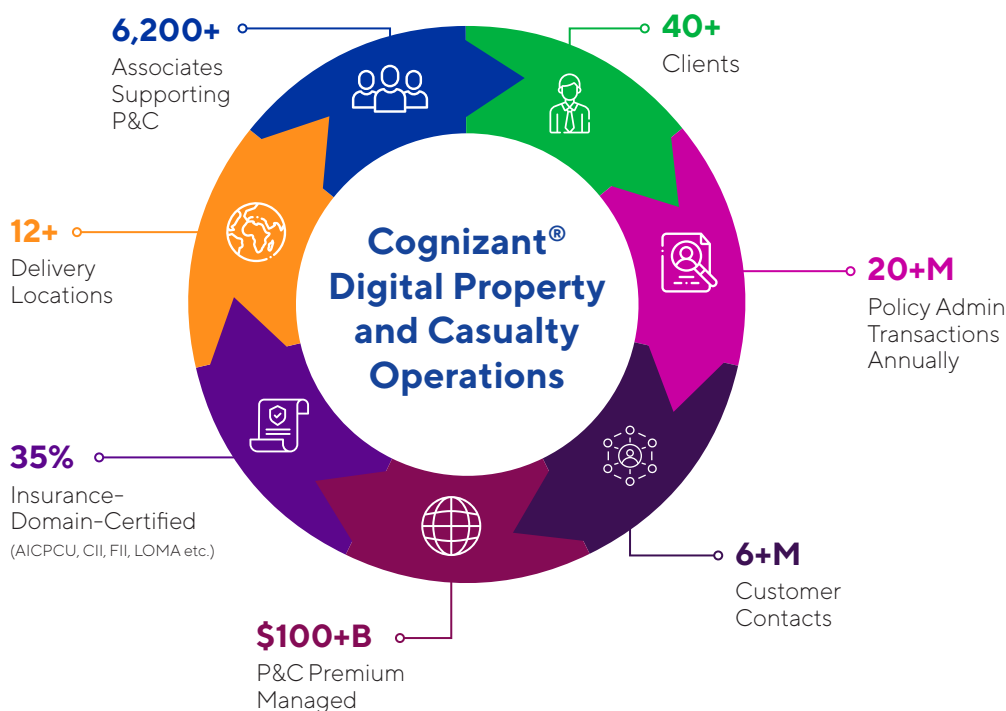 6,200+
Associates
Supporting
P&C
40+
Clients
12+
Delivery
Locations
Cognizant®
Digital Property
and Casualty
Operations
20+M
Policy Admin
Transactions
Annually
35%
Insurance-
Domain-Certified
(AICPCU, CII, FII, LOMA etc.)
6+M
Customer
Contacts
$100+B
P&C Premium
Managed